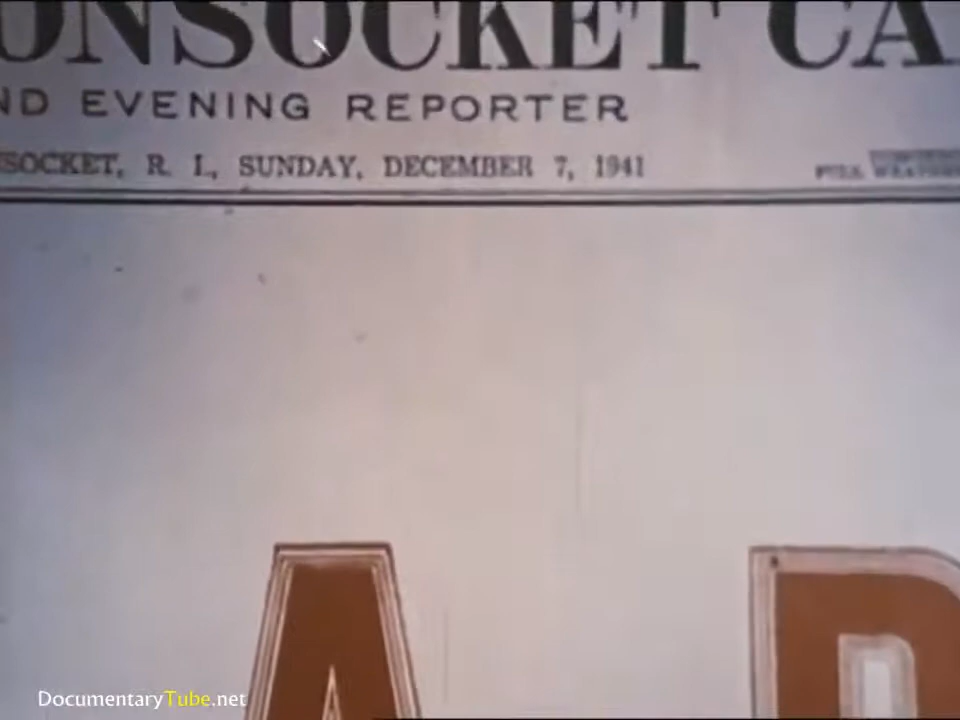 ONSOCKET CA
ND EVENING REPORTER
SOCKET, R. I., SUNDAY, DECEMBER 7, 1941
A R
DocumentaryTube.net